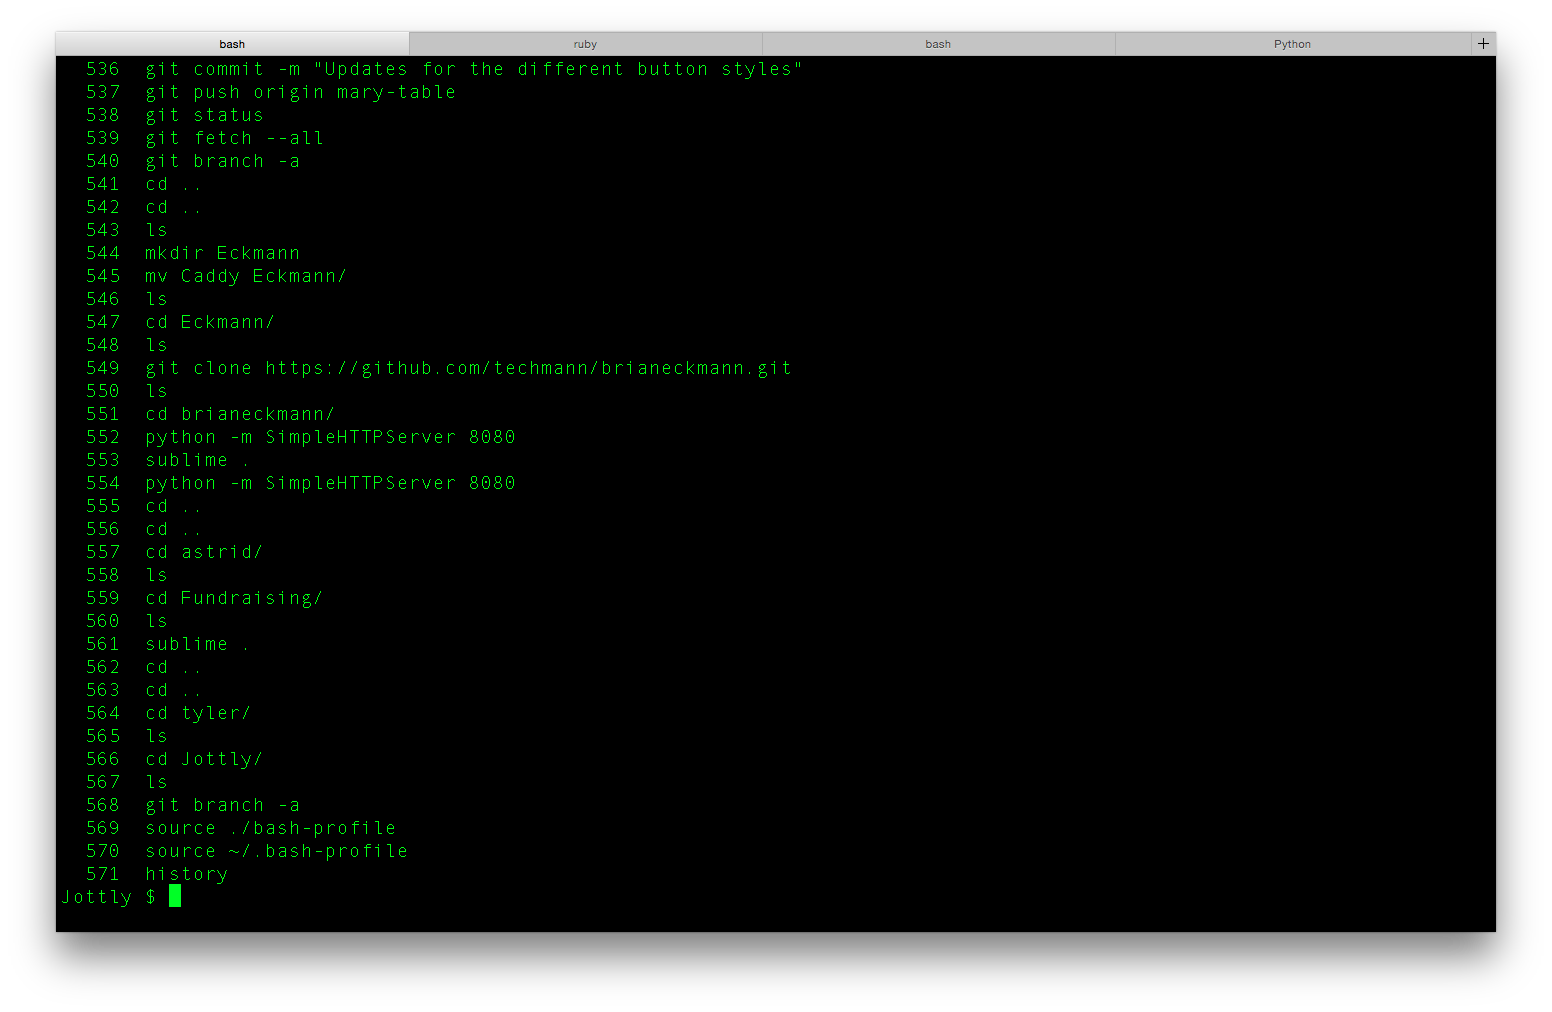 bash ruby bash Python +
536 git commit -m "Updates for the different button styles"
537 git push origin mary-table
538 git status
539 git fetch --all
540 git branch -a
541 cd ..
542 cd ..
543 ls
544 mkdir Eckmann
545 mv Caddy Eckmann/
546 ls
547 cd Eckmann/
548 ls
549 git clone https://github.com/techmann/brianeckmann.git
550 ls
551 cd brianeckmann/
552 python -m SimpleHTTPServer 8080
553 sublime .
554 python -m SimpleHTTPServer 8080
555 cd ..
556 cd ..
557 cd astrid/
558 ls
559 cd Fundraising/
560 ls
561 sublime .
562 cd ..
563 cd ..
564 cd tyler/
565 ls
566 cd Jottly/
567 ls
568 git branch -a
569 source ./bash-profile
570 source ~/.bash-profile
571 history
Jottly $